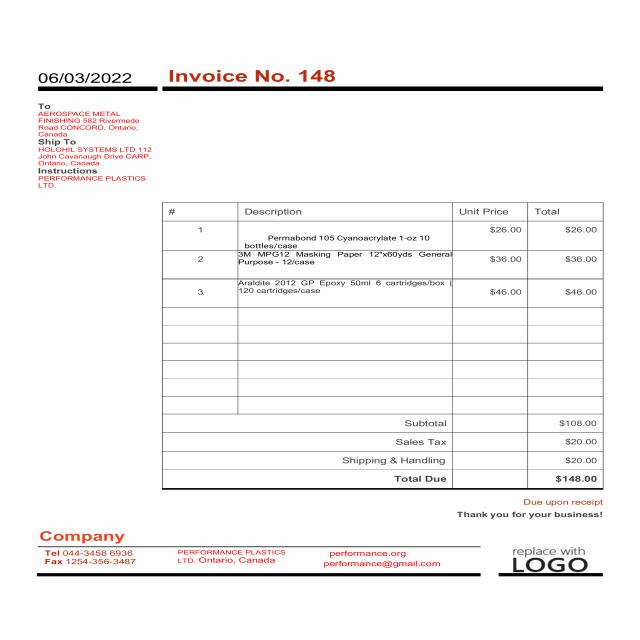 06/03/2022
Invoice No. 148
To
AEROSPACE METAL
FINISHING 582 Rivermede
Road CONCORD, Ontario,
Canada
Ship To
HOLOHIL SYSTEMS LTD 112
John Cavanaugh Drive CARP,
Ontario, Canada
Instructions
PERFORMANCE PLASTICS
LTD.
# Description Unit Price Total
1 Permabond 105 Cyanoacrylate 1-oz 10 $26.00 $26.00
bottles/case
3M MPG12 Masking Paper 12"x60yds General
2 Purpose - 12/case $36.00 $36.00
Araldite 2012 GP Epoxy 50ml 6 cartridges/box |
3 120 cartridges/case $46.00 $46.00
Subtotal $108.00
Sales Tax $20.00
Shipping & Handling $20.00
Total Due $148.00
Due upon receipt
Thank you for your business!
Company
Tel 044-3458 6936
Fax 1254-356-3487
PERFORMANCE PLASTICS
LTD. Ontario, Canada
performance.org
performance@gmail.com
replace with
LOGO